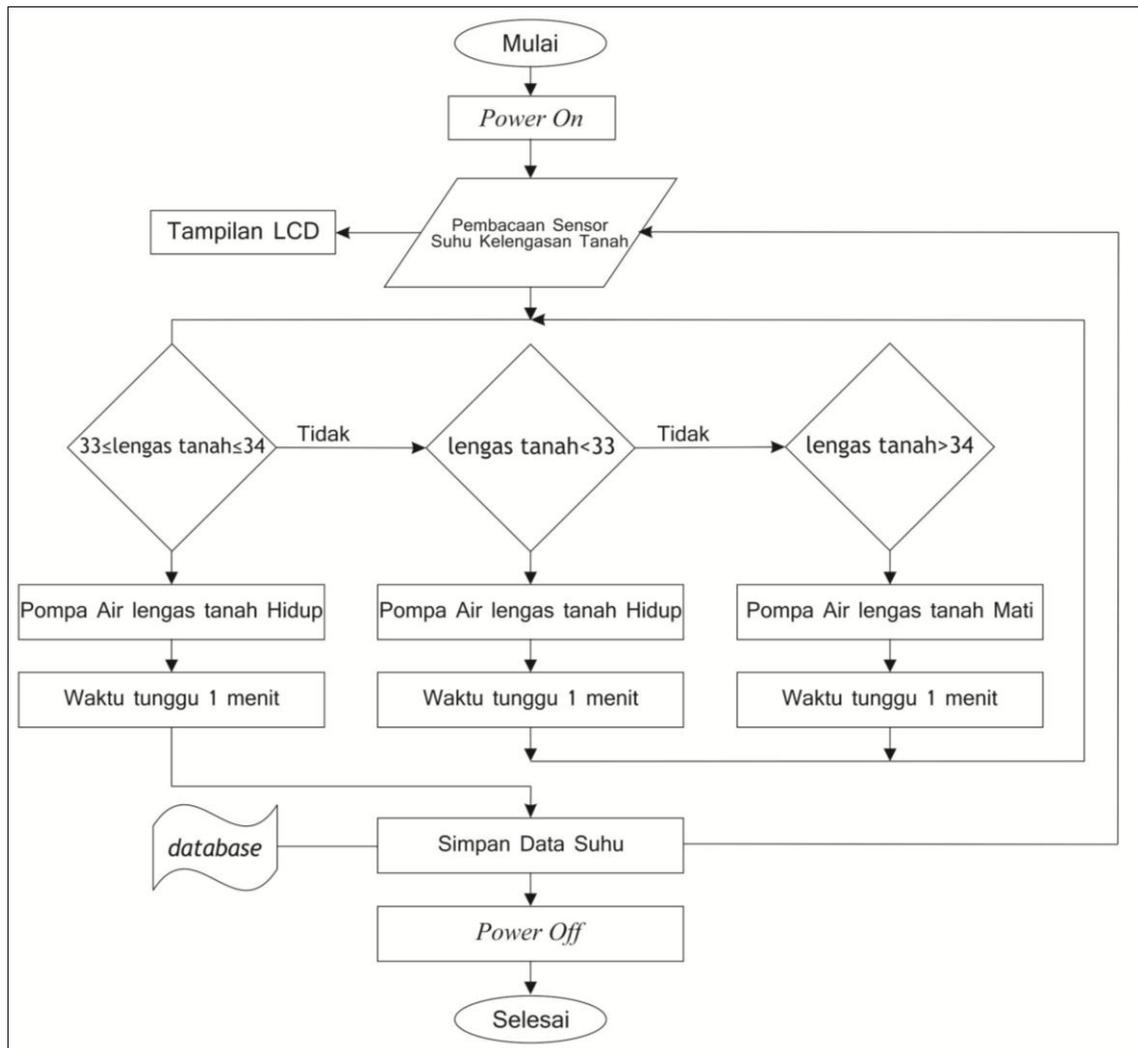 Mulai
Power On
Pembacaan Sensor
Suhu Kelengasan Tanah
Tampilan LCD
33≤lengas tanah≤34
Tidak
lengas tanah<33
Tidak
lengas tanah>34
Pompa Air lengas tanah Hidup
Pompa Air lengas tanah Hidup
Pompa Air lengas tanah Mati
Waktu tunggu 1 menit
Waktu tunggu 1 menit
Waktu tunggu 1 menit
database
Simpan Data Suhu
Power Off
Selesai